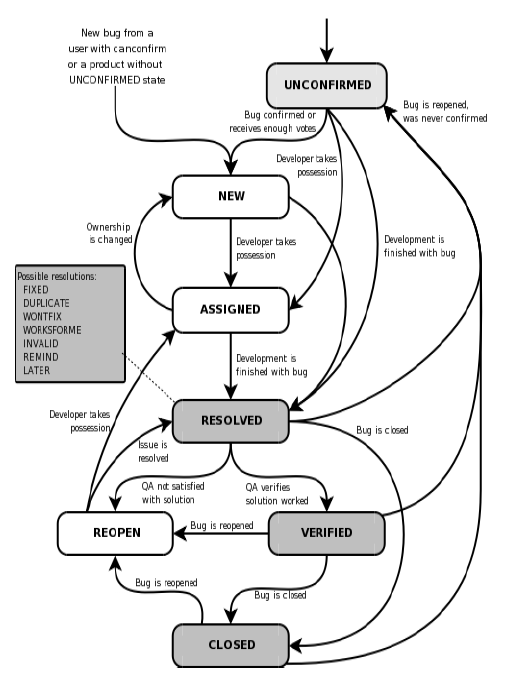 New bug from a
user with canconfirm
or a product without
UNCONFIRMED state
UNCONFIRMED
Bug is reopened,
was never confirmed
Bug confirmed or
receives enough votes
Developer takes
possession
NEW
Ownership
is changed
Developer takes
possession
Development is
finished with bug
Possible resolutions:
FIXED
DUPLICATE
WONTFIX
WORKSFORME
INVALID
REMIND
LATER
ASSIGNED
Development is
finished with bug
Developer takes
possession
RESOLVED
Bug is closed
Issue is
resolved
QA not satisfied
with solution
QA verifies
solution worked
REOPEN
Bug is reopened
VERIFIED
Bug is reopened
Bug is closed
CLOSED